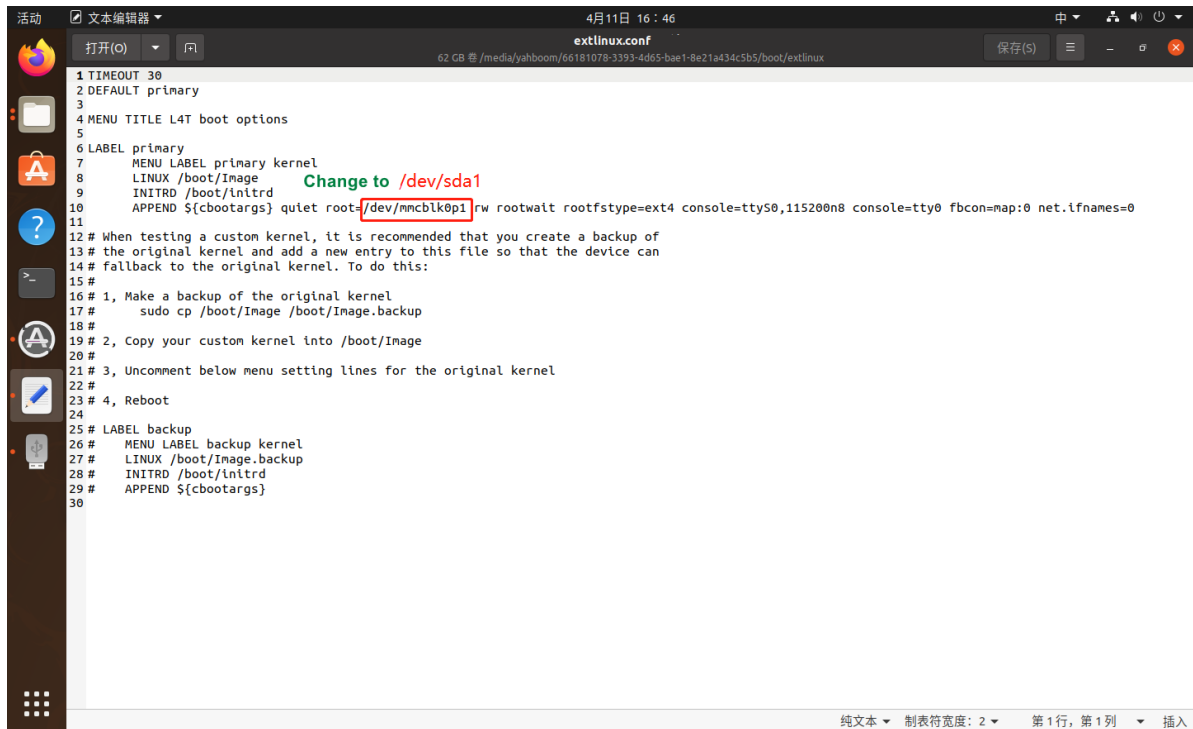 活动 文本编辑器 4月11日 16:46 中
打开(O) extlinux.conf 保存(S)
62 GB 卷 /media/yahboom/66181078-3393-4d65-bae1-8e21a434c5b5/boot/extlinux
1 TIMEOUT 30
2 DEFAULT primary
3
4 MENU TITLE L4T boot options
5
6 LABEL primary
7 MENU LABEL primary kernel
8 LINUX /boot/Image
Change to /dev/sda1
9 INITRD /boot/initrd
10 APPEND ${cbootargs} quiet root=/dev/mmcblk0p1 rw rootwait rootfstype=ext4 console=ttyS0,115200n8 console=tty0 fbcon=map:0 net.ifnames=0
11
12 # When testing a custom kernel, it is recommended that you create a backup of
13 # the original kernel and add a new entry to this file so that the device can
14 # fallback to the original kernel. To do this:
15 #
16 # 1, Make a backup of the original kernel
17 # sudo cp /boot/Image /boot/Image.backup
18 #
19 # 2, Copy your custom kernel into /boot/Image
20 #
21 # 3, Uncomment below menu setting lines for the original kernel
22 #
23 # 4, Reboot
24
25 # LABEL backup
26 # MENU LABEL backup kernel
27 # LINUX /boot/Image.backup
28 # INITRD /boot/initrd
29 # APPEND ${cbootargs}
30
纯文本 制表符宽度: 2 第1行, 第1列 插入